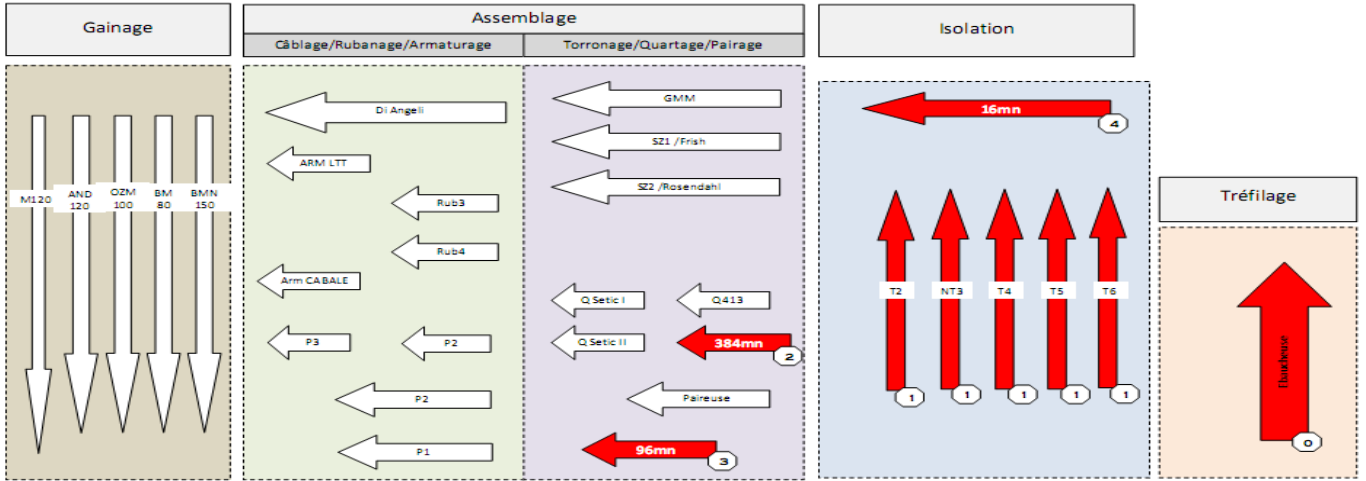 Gainage
Assemblage
Câblage/Rubanage/Armaturage
Torronage/Quartage/Pairage
Isolation
Tréfilage
M120
AND
120
OZM
100
BM
80
BMN
150
Di Angeli
ARM LTT
Rub3
Rub4
Arm CABALE
P3
P2
P2
P1
GMM
SZ1 /Frish
SZ2 /Rosendahl
Q Setic I
Q413
Q Setic II
384mn
2
Paireuse
96mn
3
16mn
4
T2
NT3
T4
T5
T6
1
1
1
1
1
Ebaucheuse
0